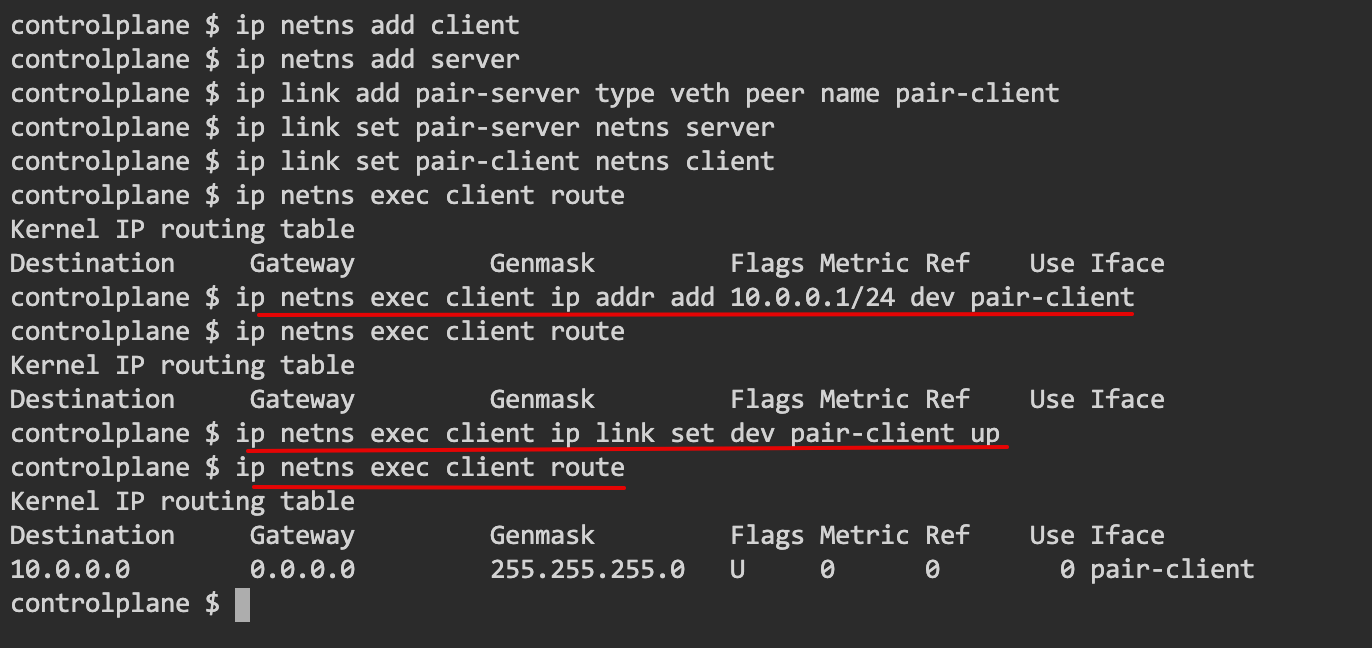 controlplane $ ip netns add client
controlplane $ ip netns add server
controlplane $ ip link add pair-server type veth peer name pair-client
controlplane $ ip link set pair-server netns server
controlplane $ ip link set pair-client netns client
controlplane $ ip netns exec client route
Kernel IP routing table
Destination     Gateway         Genmask         Flags Metric Ref    Use Iface
controlplane $ ip netns exec client ip addr add 10.0.0.1/24 dev pair-client
controlplane $ ip netns exec client route
Kernel IP routing table
Destination     Gateway         Genmask         Flags Metric Ref    Use Iface
controlplane $ ip netns exec client ip link set dev pair-client up
controlplane $ ip netns exec client route
Kernel IP routing table
Destination     Gateway         Genmask         Flags Metric Ref    Use Iface
10.0.0.0        0.0.0.0         255.255.255.0   U     0      0        0 pair-client
controlplane $